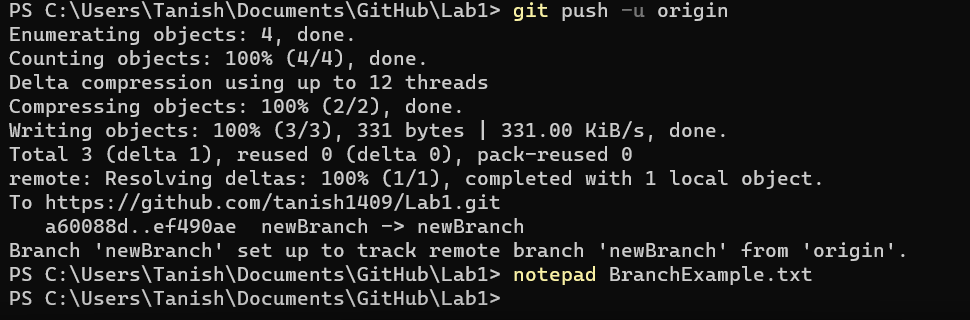 PS C:\Users\Tanish\Documents\GitHub\Lab1> git push -u origin
Enumerating objects: 4, done.
Counting objects: 100% (4/4), done.
Delta compression using up to 12 threads
Compressing objects: 100% (2/2), done.
Writing objects: 100% (3/3), 331 bytes | 331.00 KiB/s, done.
Total 3 (delta 1), reused 0 (delta 0), pack-reused 0
remote: Resolving deltas: 100% (1/1), completed with 1 local object.
To https://github.com/tanish1409/Lab1.git
   a60088d..ef490ae  newBranch -> newBranch
Branch 'newBranch' set up to track remote branch 'newBranch' from 'origin'.
PS C:\Users\Tanish\Documents\GitHub\Lab1> notepad BranchExample.txt
PS C:\Users\Tanish\Documents\GitHub\Lab1>